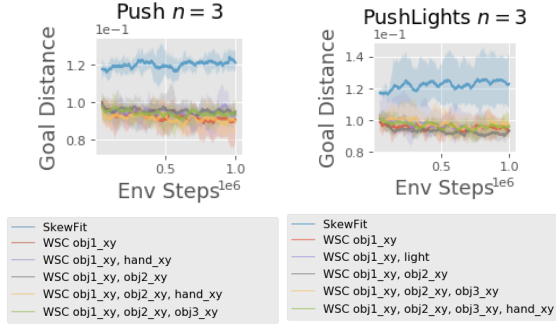 Push n = 3
1e−1
Goal Distance
1.2
1.0
0.8
0.5
1.0
Env Steps
1e6
SkewFit
WSC obj1_xy
WSC obj1_xy, hand_xy
WSC obj1_xy, obj2_xy
WSC obj1_xy, obj2_xy, hand_xy
WSC obj1_xy, obj2_xy, obj3_xy
PushLights n = 3
1e−1
Goal Distance
1.4
1.2
1.0
0.8
0.5
1.0
Env Steps
1e6
SkewFit
WSC obj1_xy
WSC obj1_xy, light
WSC obj1_xy, obj2_xy
WSC obj1_xy, obj2_xy, obj3_xy
WSC obj1_xy, obj2_xy, obj3_xy, hand_xy